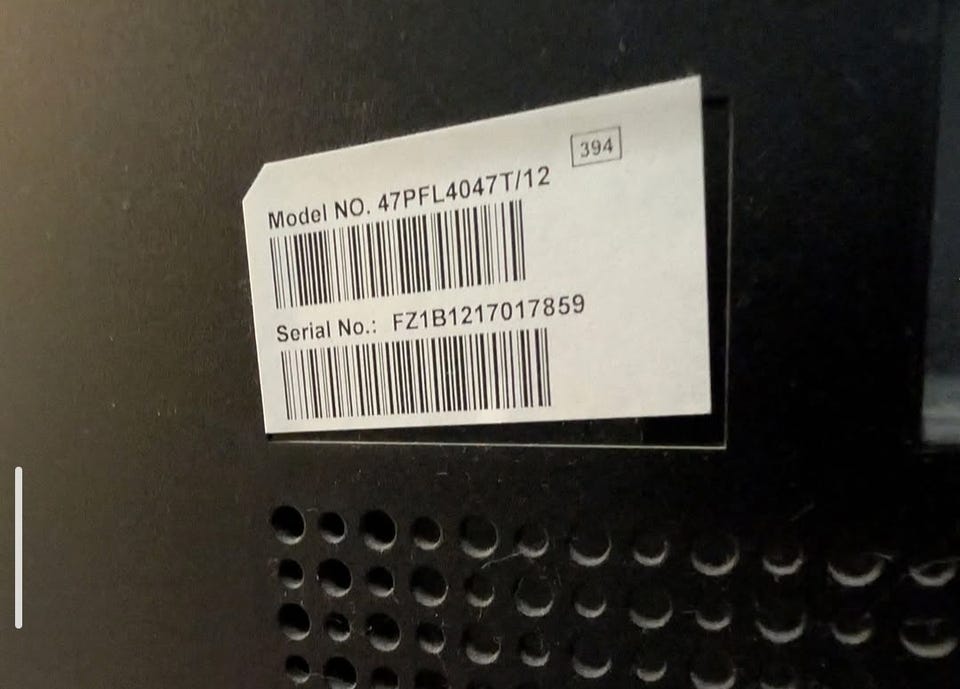 394
Model NO. 47PFL4047T/12
Serial No.: FZ1B1217017859